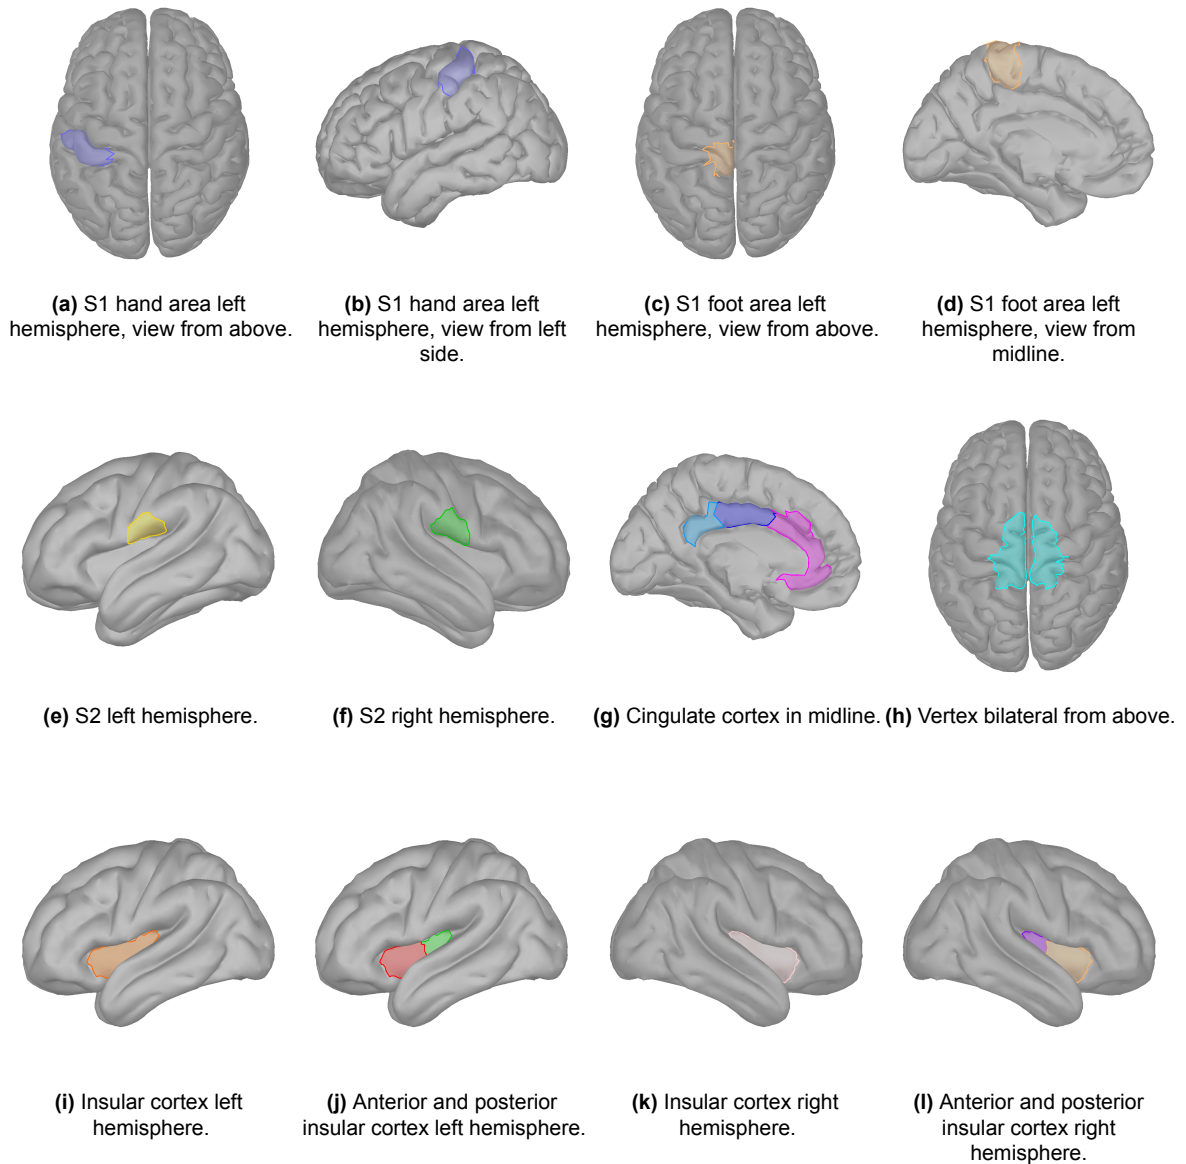 (a) S1 hand area left
hemisphere, view from above.
(b) S1 hand area left
hemisphere, view from left
side.
(c) S1 foot area left
hemisphere, view from above.
(d) S1 foot area left
hemisphere, view from
midline.
(e) S2 left hemisphere.
(f) S2 right hemisphere.
(g) Cingulate cortex in midline.
(h) Vertex bilateral from above.
(i) Insular cortex left
hemisphere.
(j) Anterior and posterior
insular cortex left hemisphere.
(k) Insular cortex right
hemisphere.
(l) Anterior and posterior
insular cortex right
hemisphere.